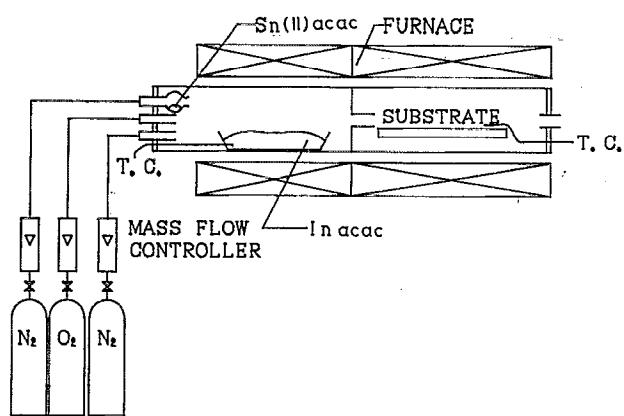 Sn(II)acac
FURNACE
SUBSTRATE
T. C.
T. C.
MASS FLOW
CONTROLLER
In acac
N₂
O₂
N₂